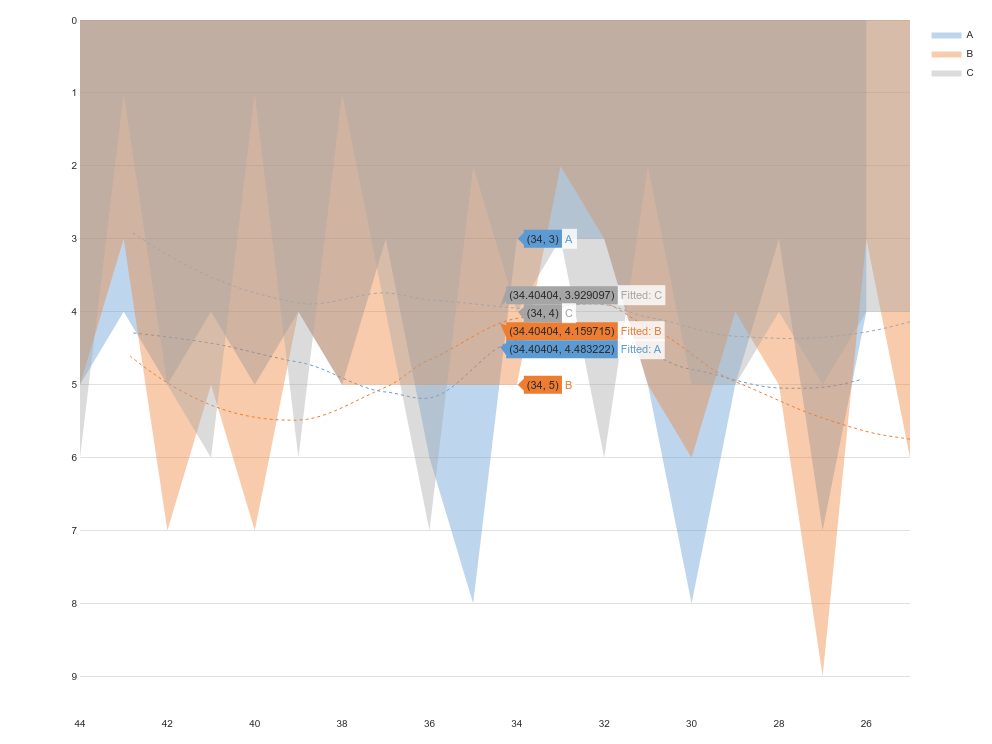 0
A
B
C
1
2
3
(34, 3) A
(34.40404, 3.929097) Fitted: C
4
(34, 4) C
(34.40404, 4.159715) Fitted: B
(34.40404, 4.483222) Fitted: A
5
(34, 5) B
6
7
8
9
44 42 40 38 36 34 32 30 28 26